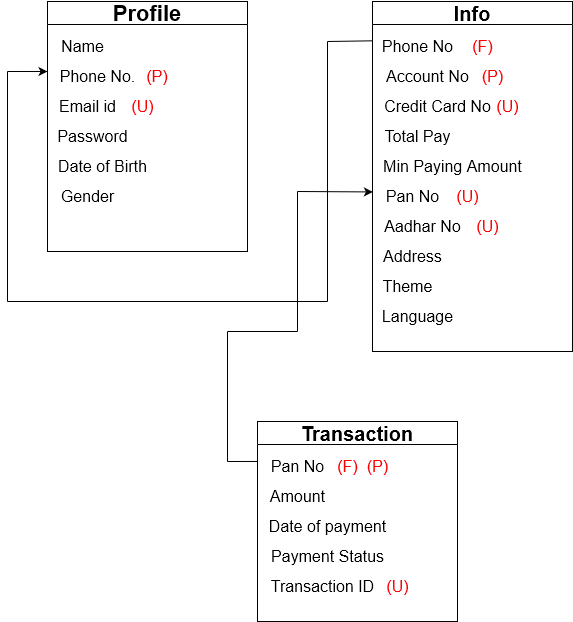 Profile
Name
Phone No. (P)
Email id (U)
Password
Date of Birth
Gender
Info
Phone No (F)
Account No (P)
Credit Card No (U)
Total Pay
Min Paying Amount
Pan No (U)
Aadhar No (U)
Address
Theme
Language
Transaction
Pan No (F) (P)
Amount
Date of payment
Payment Status
Transaction ID (U)